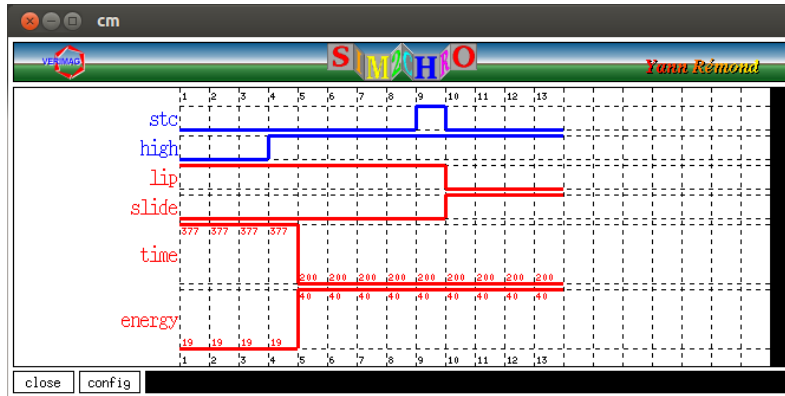 cm
VERIMAG SIM2CHRO Yann Rémond
1 2 3 4 5 6 7 8 9 10 11 12 13
stc
high
lip
slide
377 377 377 377
time
200 200 200 200 200 200 200 200 200
40 40 40 40 40 40 40 40 40
energy
19 19 19 19
1 2 3 4 5 6 7 8 9 10 11 12 13
close config